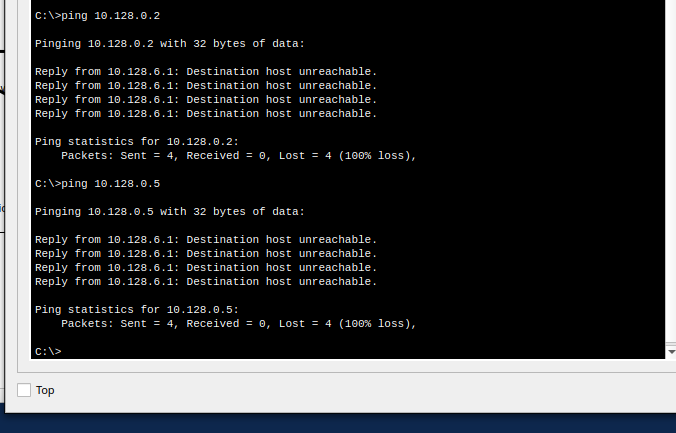 C:\>ping 10.128.0.2
Pinging 10.128.0.2 with 32 bytes of data:
Reply from 10.128.6.1: Destination host unreachable.
Reply from 10.128.6.1: Destination host unreachable.
Reply from 10.128.6.1: Destination host unreachable.
Reply from 10.128.6.1: Destination host unreachable.
Ping statistics for 10.128.0.2:
    Packets: Sent = 4, Received = 0, Lost = 4 (100% loss),
C:\>ping 10.128.0.5
Pinging 10.128.0.5 with 32 bytes of data:
Reply from 10.128.6.1: Destination host unreachable.
Reply from 10.128.6.1: Destination host unreachable.
Reply from 10.128.6.1: Destination host unreachable.
Reply from 10.128.6.1: Destination host unreachable.
Ping statistics for 10.128.0.5:
    Packets: Sent = 4, Received = 0, Lost = 4 (100% loss),
C:\>
Top